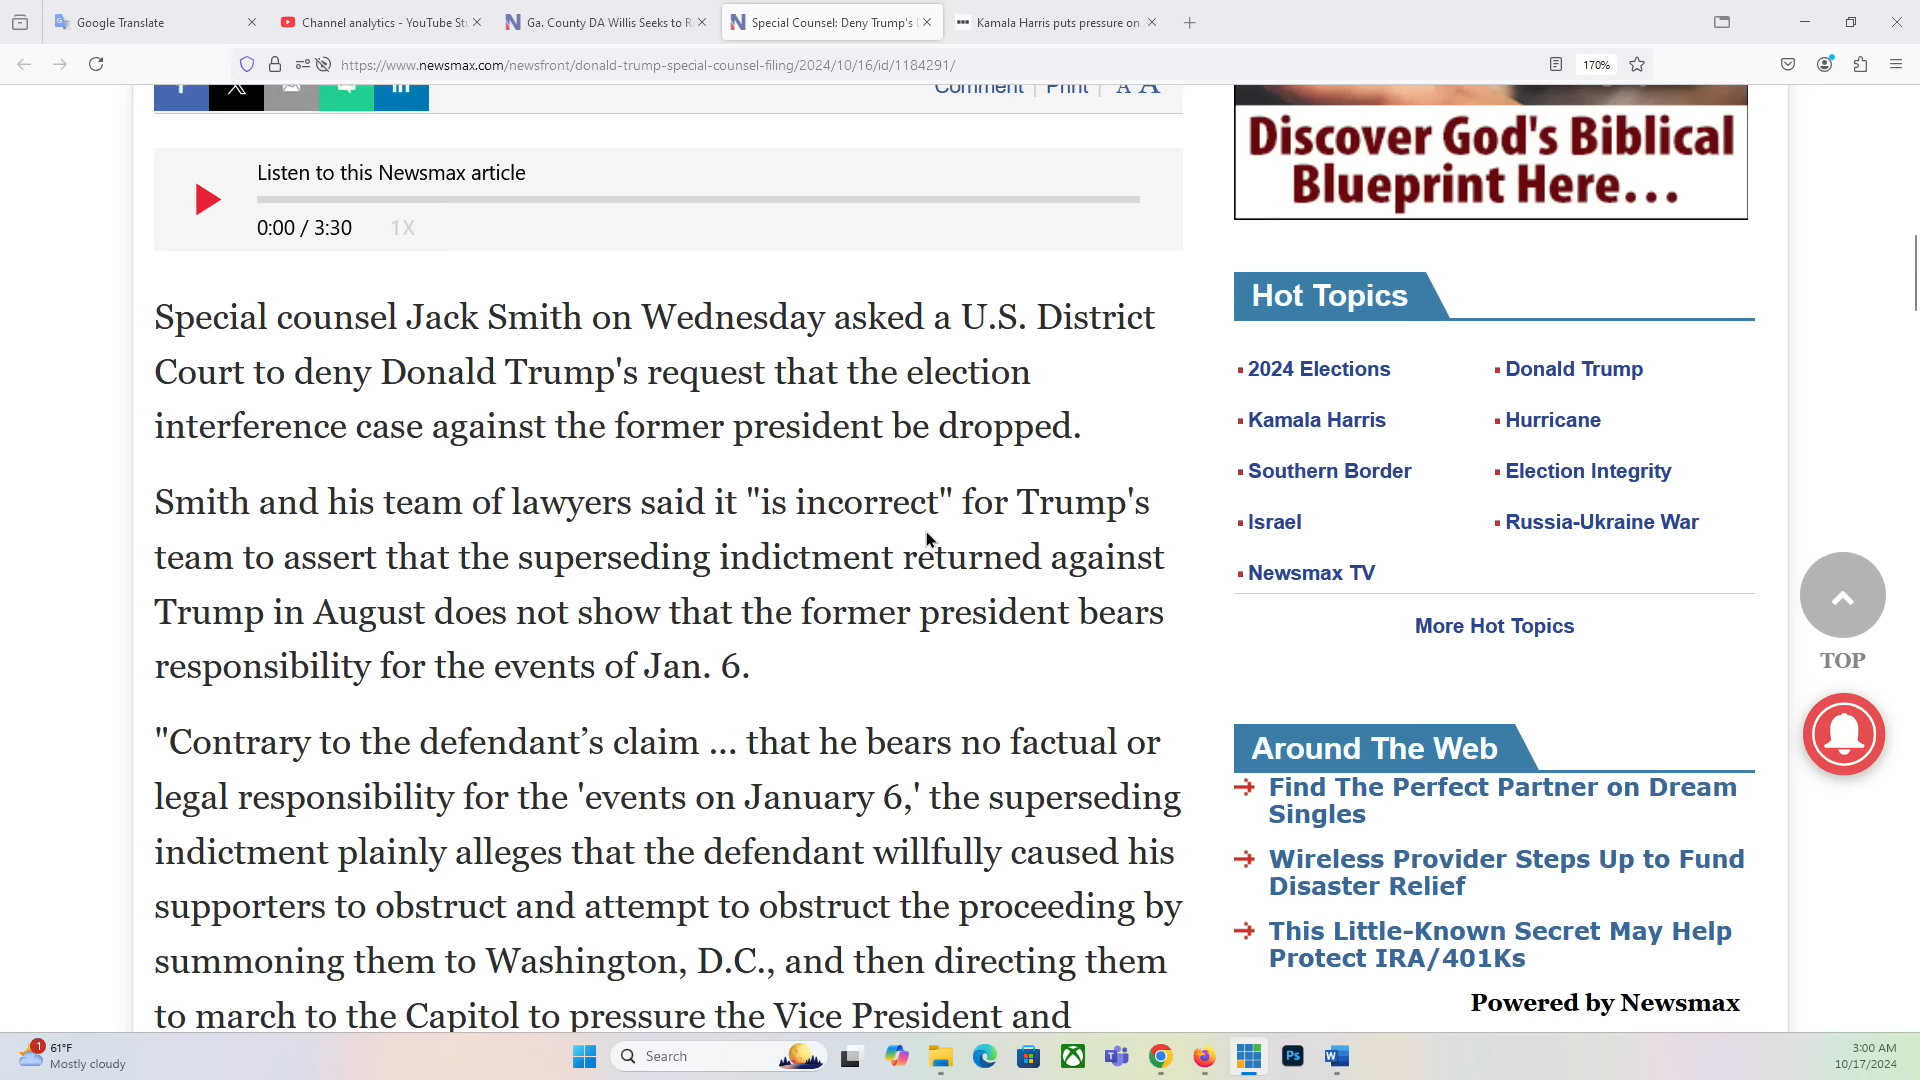 Google Translate
Channel analytics - YouTube Stu
Ga. County DA Willis Seeks to R
Special Counsel: Deny Trump's
Kamala Harris puts pressure on
https://www.newsmax.com/newsfront/donald-trump-special-counsel-filing/2024/10/16/id/1184291/
170%
Comment | Print | A A
Listen to this Newsmax article
0:00 / 3:30 1X
Special counsel Jack Smith on Wednesday asked a U.S. District
Court to deny Donald Trump's request that the election
interference case against the former president be dropped.
Smith and his team of lawyers said it "is incorrect" for Trump's
team to assert that the superseding indictment returned against
Trump in August does not show that the former president bears
responsibility for the events of Jan. 6.
"Contrary to the defendant’s claim ... that he bears no factual or
legal responsibility for the 'events on January 6,' the superseding
indictment plainly alleges that the defendant willfully caused his
supporters to obstruct and attempt to obstruct the proceeding by
summoning them to Washington, D.C., and then directing them
to march to the Capitol to pressure the Vice President and
Discover God's Biblical
Blueprint Here...
Hot Topics
2024 Elections
Donald Trump
Kamala Harris
Hurricane
Southern Border
Election Integrity
Israel
Russia-Ukraine War
Newsmax TV
More Hot Topics
Around The Web
Find The Perfect Partner on Dream
Singles
Wireless Provider Steps Up to Fund
Disaster Relief
This Little-Known Secret May Help
Protect IRA/401Ks
Powered by Newsmax
TOP
1
61°F
Mostly cloudy
Search
Ps
W
3:00 AM
10/17/2024